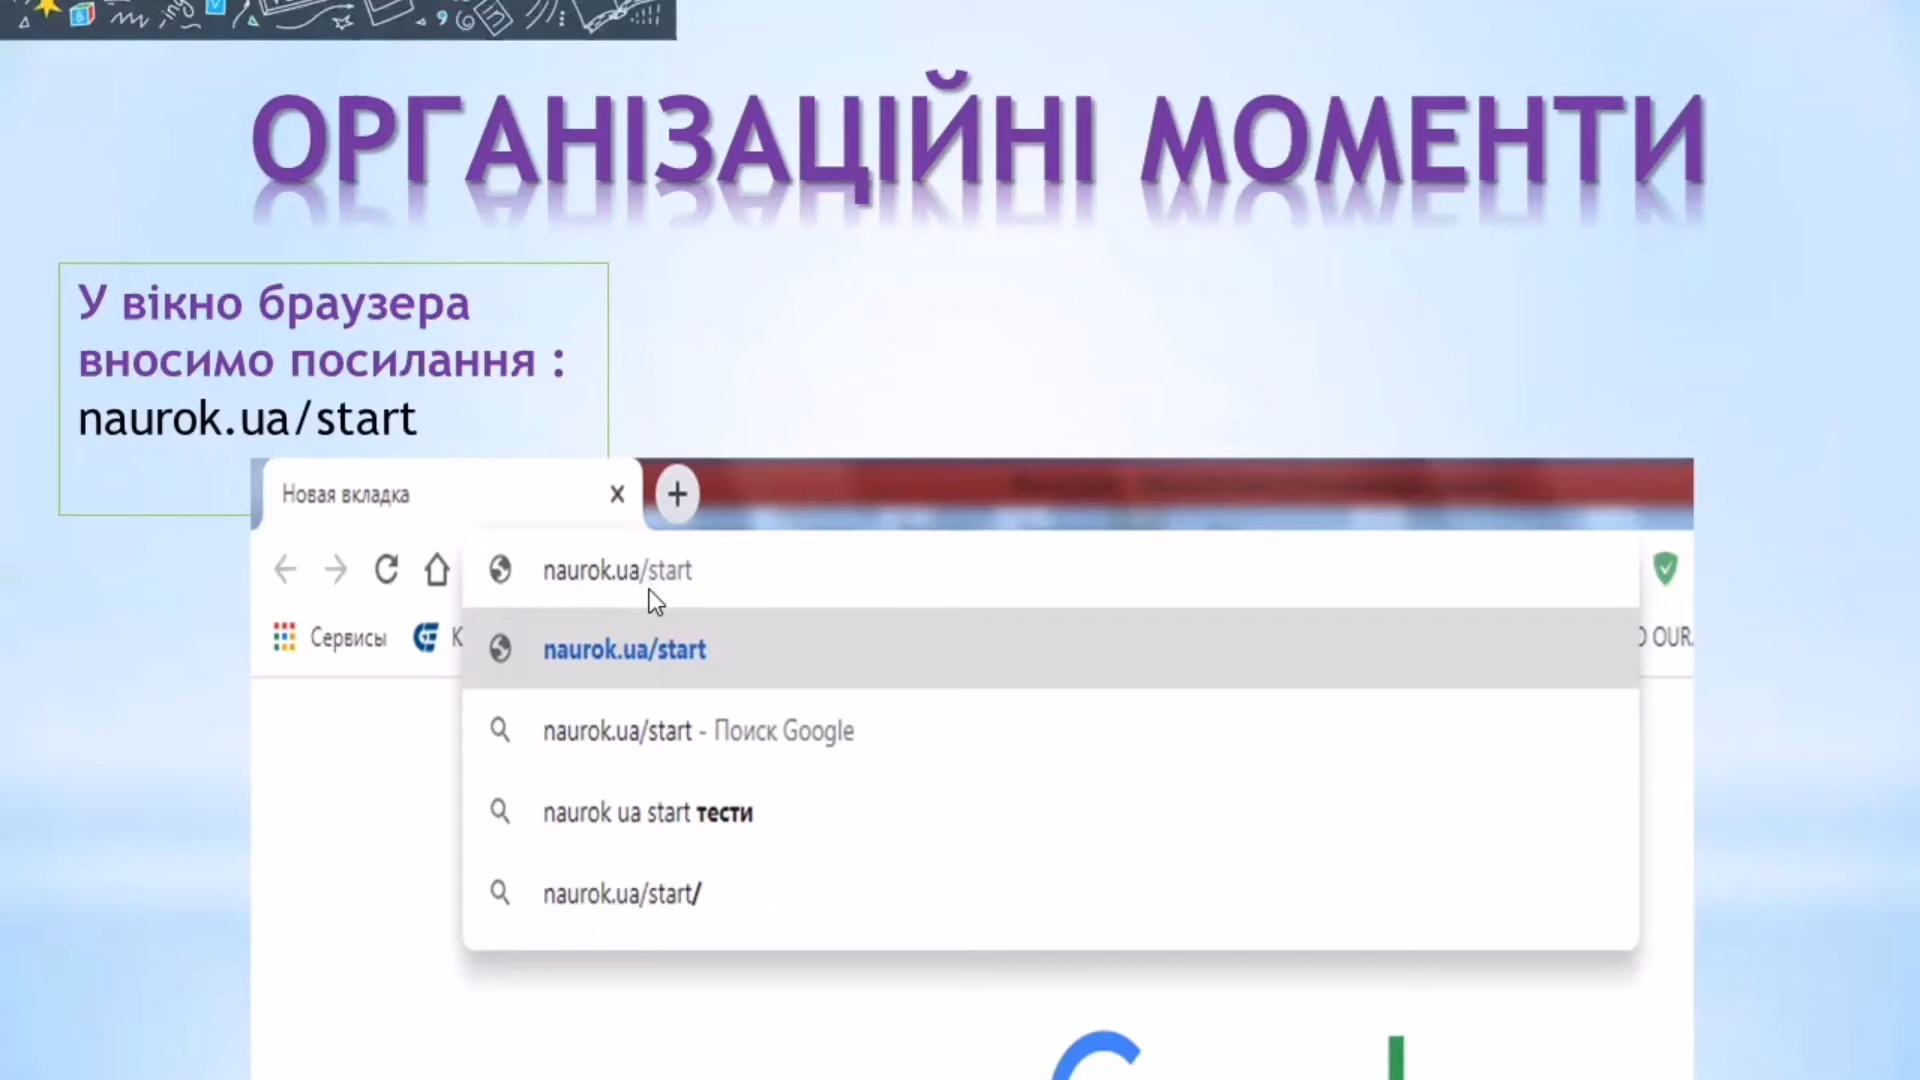 ОРГАНІЗАЦІЙНІ МОМЕНТИ
У вікно браузера
вносимо посилання :
naurok.ua/start
Новая вкладка
naurok.ua/start
Сервисы
naurok.ua/start
naurok.ua/start - Поиск Google
naurok ua start тести
naurok.ua/start/